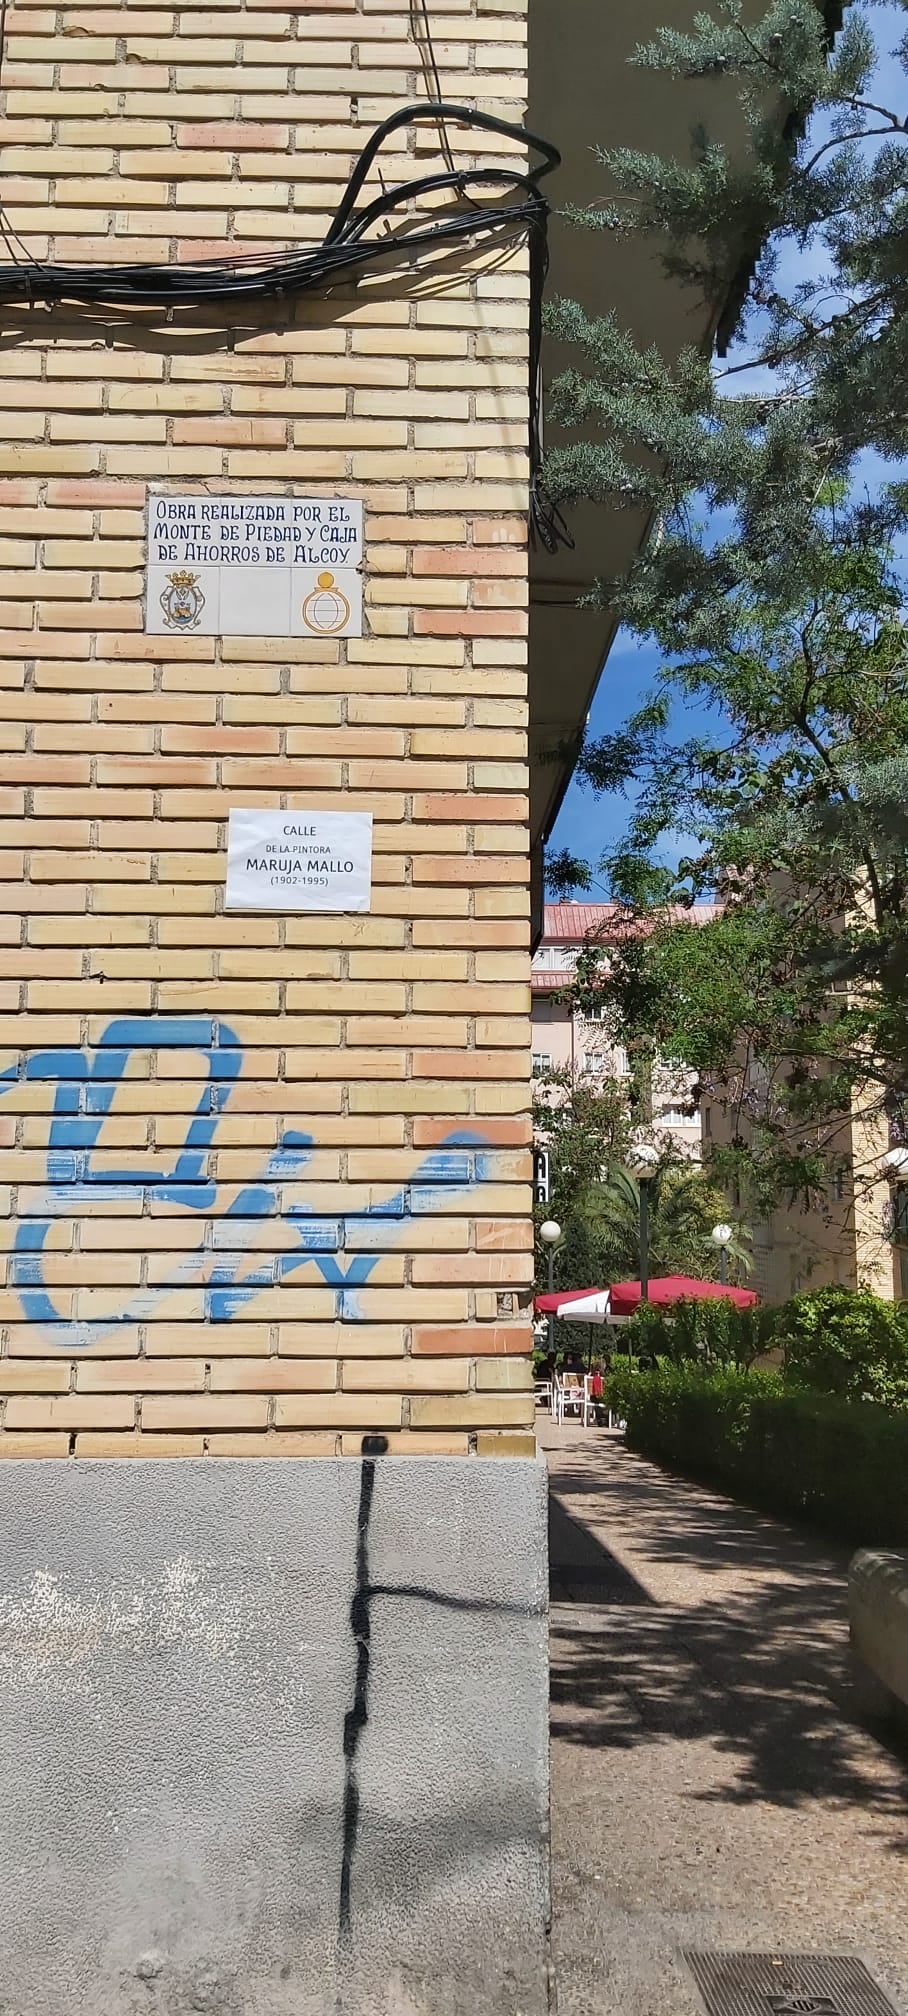 OBRA REALIZADA POR EL
MONTE DE PIEDAD Y CAJA
DE AHORROS DE ALCOY.
CALLE
DE LA PINTORA
MARUJA MALLO
(1902-1995)